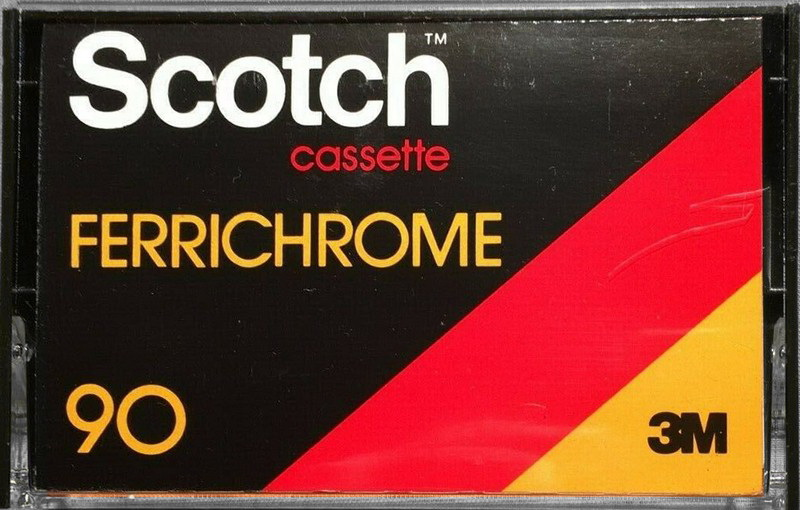 Scotch™
cassette
FERRICHROME
90
3M